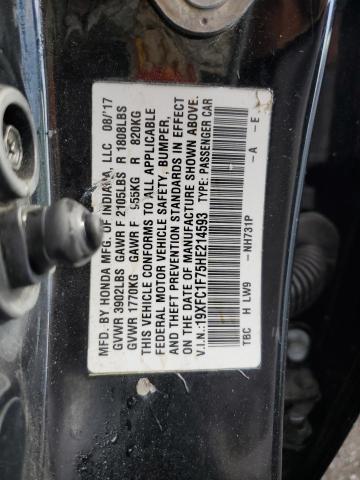 MFD. BY HONDA MFG. OF INDIANA, LLC 08/'17
GVWR 3902LBS GAWR F 2105LBS R 1808LBS
GVWR 1770KG GAWR F 955KG R 820KG
THIS VEHICLE CONFORMS TO ALL APPLICABLE
FEDERAL MOTOR VEHICLE SAFETY, BUMPER,
AND THEFT PREVENTION STANDARDS IN EFFECT
ON THE DATE OF MANUFACTURE SHOWN ABOVE.
V.I.N.:19XFC1F75HE214593 TYPE: PASSENGER CAR
TBC H LW9 -NH731P -A -E